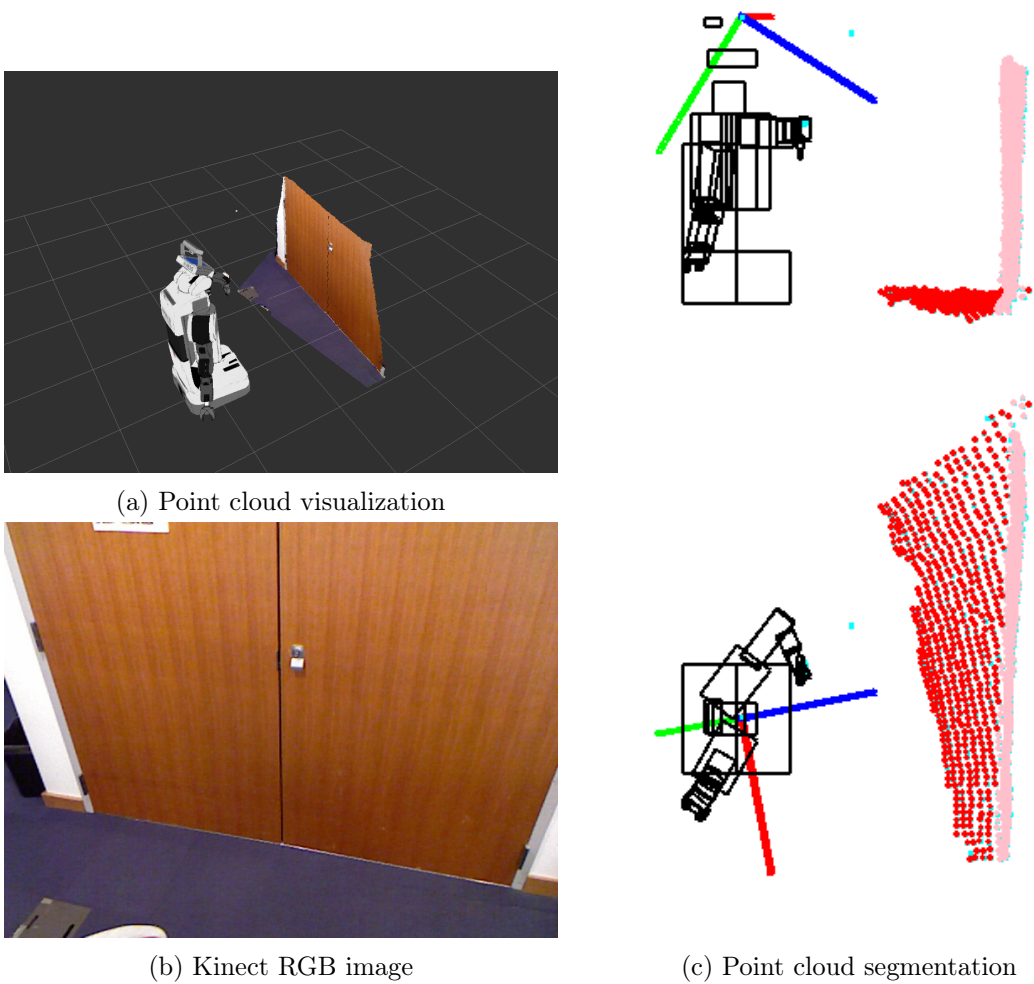 (a) Point cloud visualization
(b) Kinect RGB image
(c) Point cloud segmentation